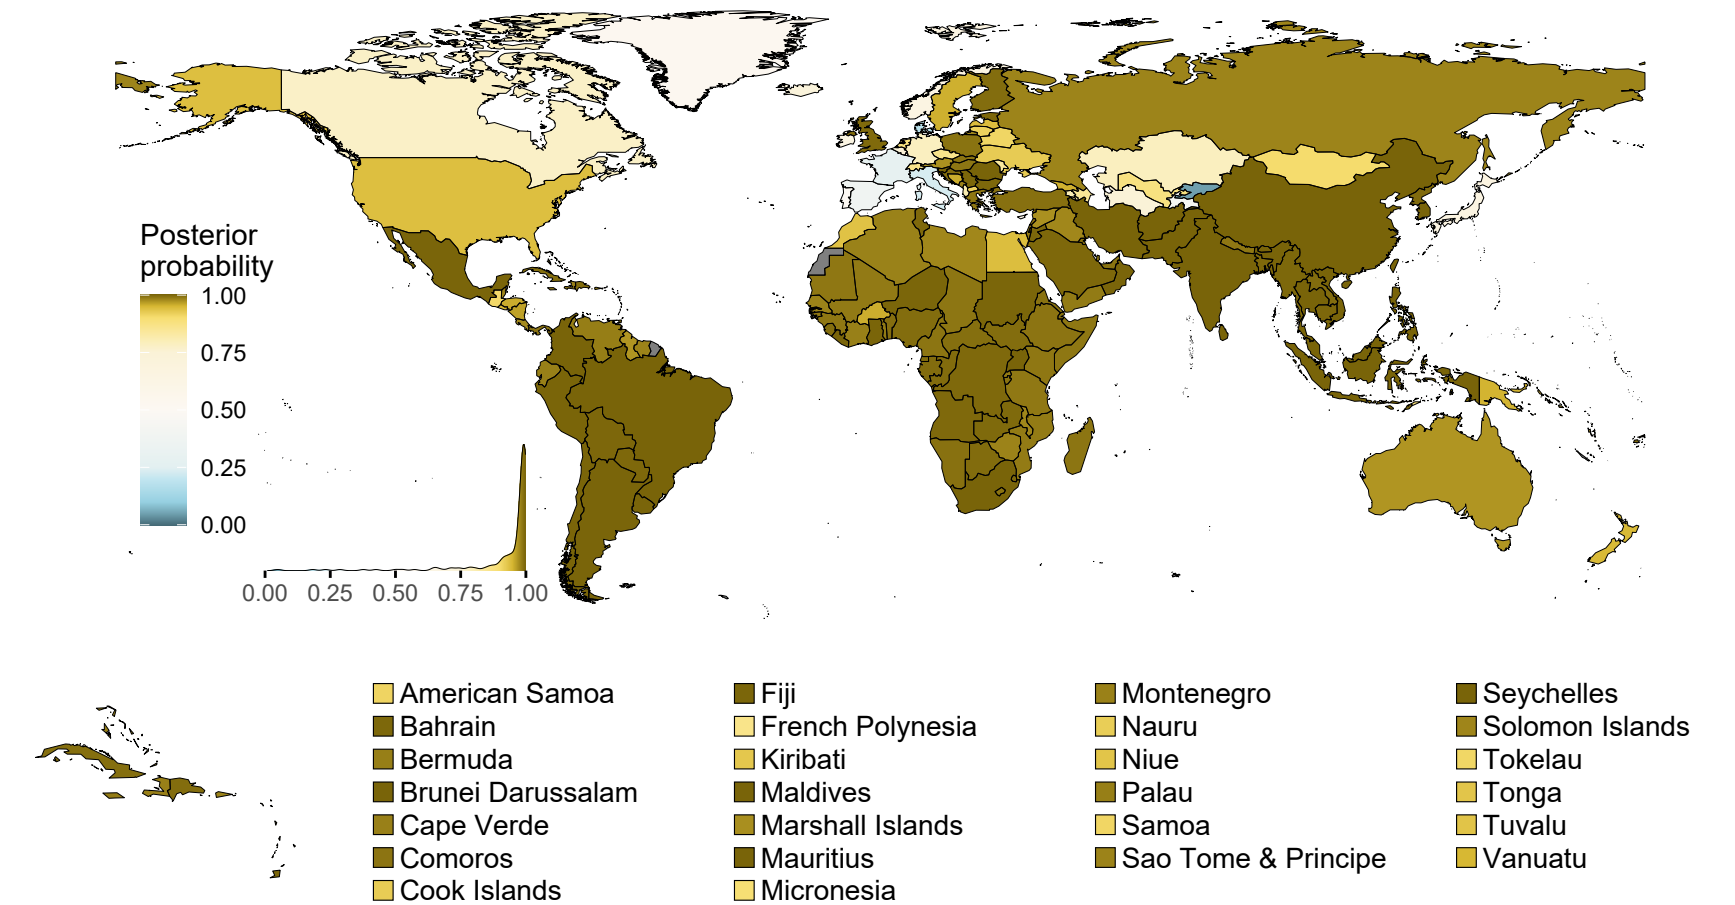 Posterior
probability
1.00
0.75
0.50
0.25
0.00
0.00 0.25 0.50 0.75 1.00
American Samoa
Bahrain
Bermuda
Brunei Darussalam
Cape Verde
Comoros
Cook Islands
Fiji
French Polynesia
Kiribati
Maldives
Marshall Islands
Mauritius
Micronesia
Montenegro
Nauru
Niue
Palau
Samoa
Sao Tome & Principe
Seychelles
Solomon Islands
Tokelau
Tonga
Tuvalu
Vanuatu